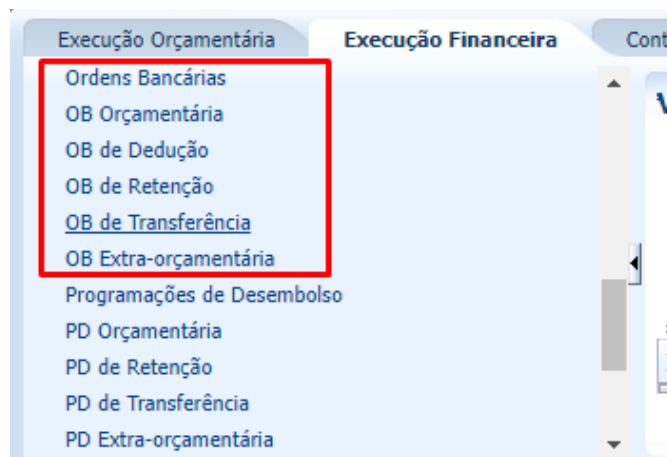 Execução Orçamentária Execução Financeira
Ordens Bancárias
OB Orçamentária
OB de Dedução
OB de Retenção
OB de Transferência
OB Extra-orçamentária
Programações de Desembolso
PD Orçamentária
PD de Retenção
PD de Transferência
PD Extra-orçamentária